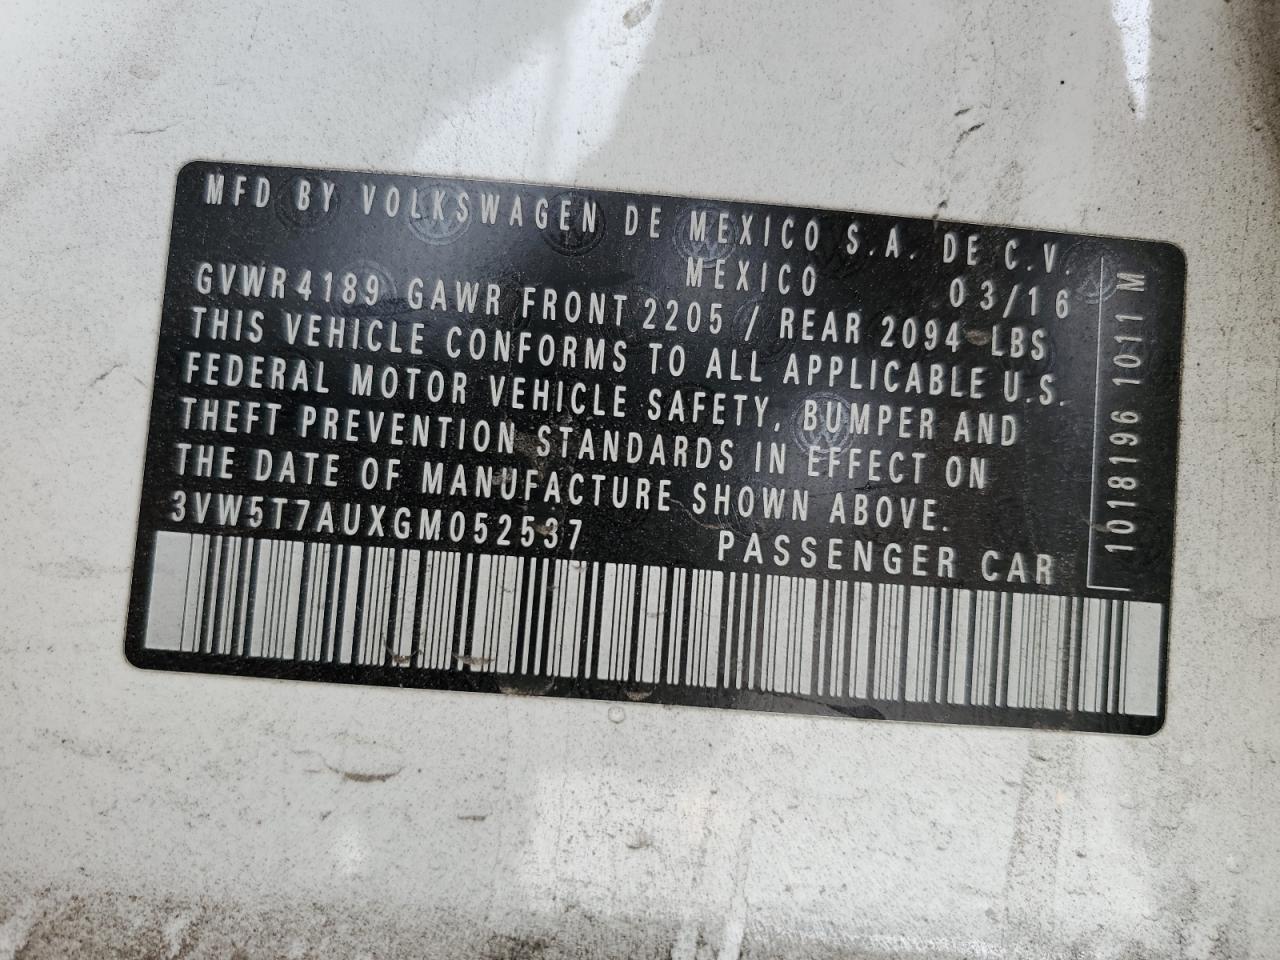 MFD BY VOLKSWAGEN DE MEXICO S.A. DE C.V.
MEXICO 03/16
GVWR 4189 GAWR FRONT 2205 / REAR 2094 LBS
THIS VEHICLE CONFORMS TO ALL APPLICABLE U.S.
FEDERAL MOTOR VEHICLE SAFETY, BUMPER AND
THEFT PREVENTION STANDARDS IN EFFECT ON
THE DATE OF MANUFACTURE SHOWN ABOVE.
3VW5T7AUXGM052537 PASSENGER CAR
1018196 1011 M